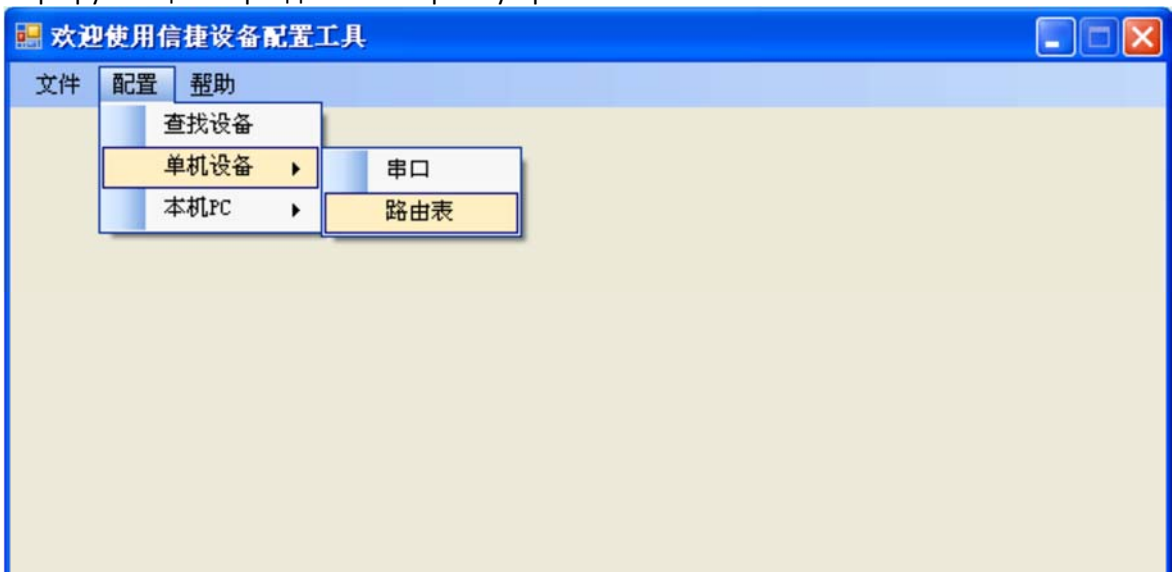 欢迎使用信捷设备配置工具
文件 配置 帮助
查找设备
单机设备
串口
本机PC
路由表